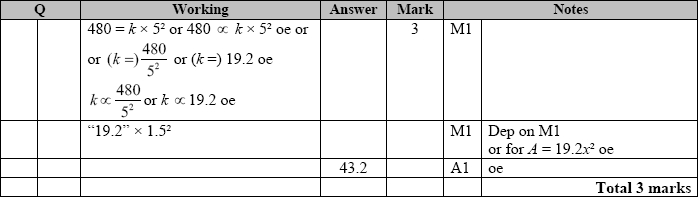 Q Working Answer Mark Notes
480 = k × 5² or 480 ∝ k × 5² oe or 3 M1
or (k =) 480/5² or (k =) 19.2 oe
k ∝ 480/5² or k ∝ 19.2 oe
“19.2” × 1.5² M1 Dep on M1
or for A = 19.2x² oe
43.2 A1 oe
Total 3 marks